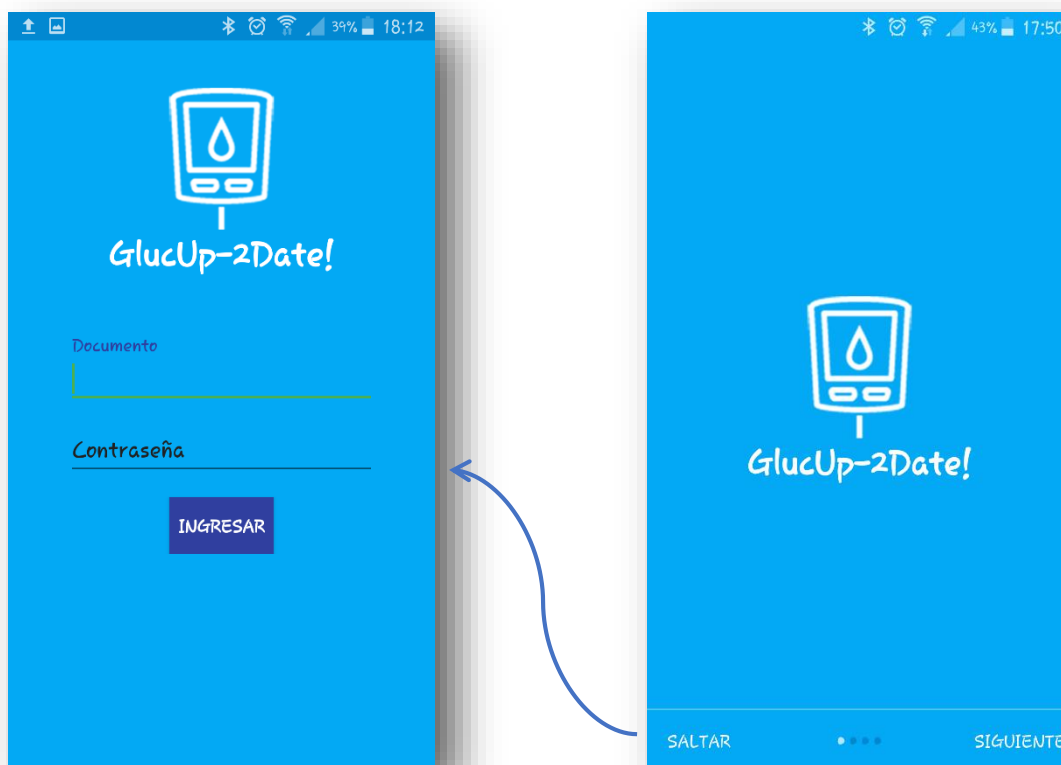 39% 18:12
GlucUp-2Date!
Documento
Contraseña
INGRESAR
43% 17:50
GlucUp-2Date!
SALTAR
SIGUIENTE